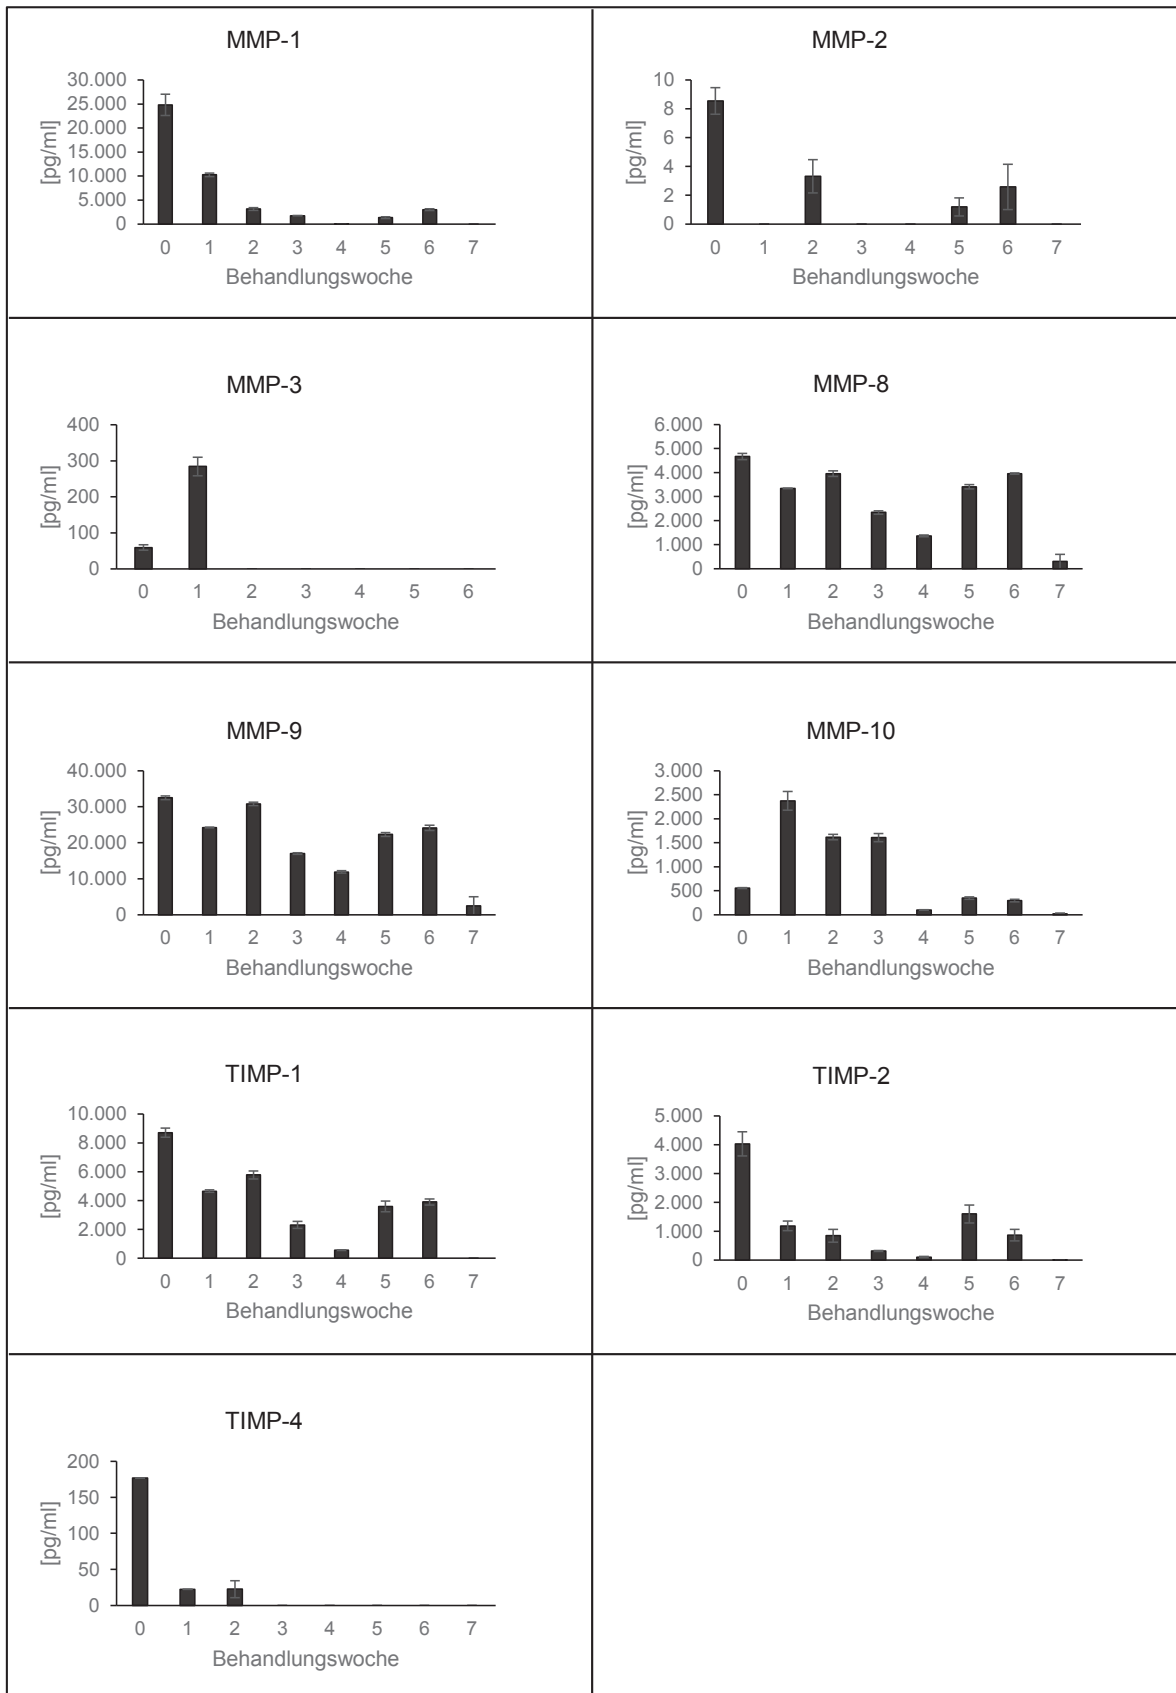 MMP-1
30.000
25.000
20.000
15.000
10.000
5.000
0
[pg/ml]
0 1 2 3 4 5 6 7
Behandlungswoche
MMP-2
10
8
6
4
2
0
[pg/ml]
0 1 2 3 4 5 6 7
Behandlungswoche
MMP-3
400
300
200
100
0
[pg/ml]
0 1 2 3 4 5 6
Behandlungswoche
MMP-8
6.000
5.000
4.000
3.000
2.000
1.000
0
[pg/ml]
0 1 2 3 4 5 6 7
Behandlungswoche
MMP-9
40.000
30.000
20.000
10.000
0
[pg/ml]
0 1 2 3 4 5 6 7
Behandlungswoche
MMP-10
3.000
2.500
2.000
1.500
1.000
500
0
[pg/ml]
0 1 2 3 4 5 6 7
Behandlungswoche
TIMP-1
10.000
8.000
6.000
4.000
2.000
0
[pg/ml]
0 1 2 3 4 5 6 7
Behandlungswoche
TIMP-2
5.000
4.000
3.000
2.000
1.000
0
[pg/ml]
0 1 2 3 4 5 6 7
Behandlungswoche
TIMP-4
200
150
100
50
0
[pg/ml]
0 1 2 3 4 5 6 7
Behandlungswoche